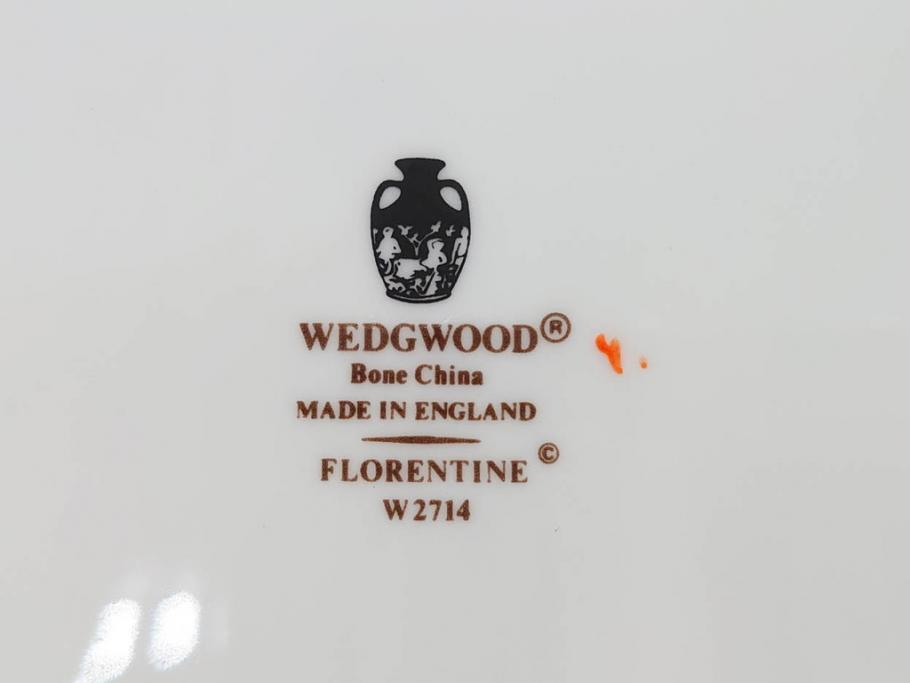 WEDGWOOD®
Bone China
MADE IN ENGLAND
FLORENTINE ©
W2714